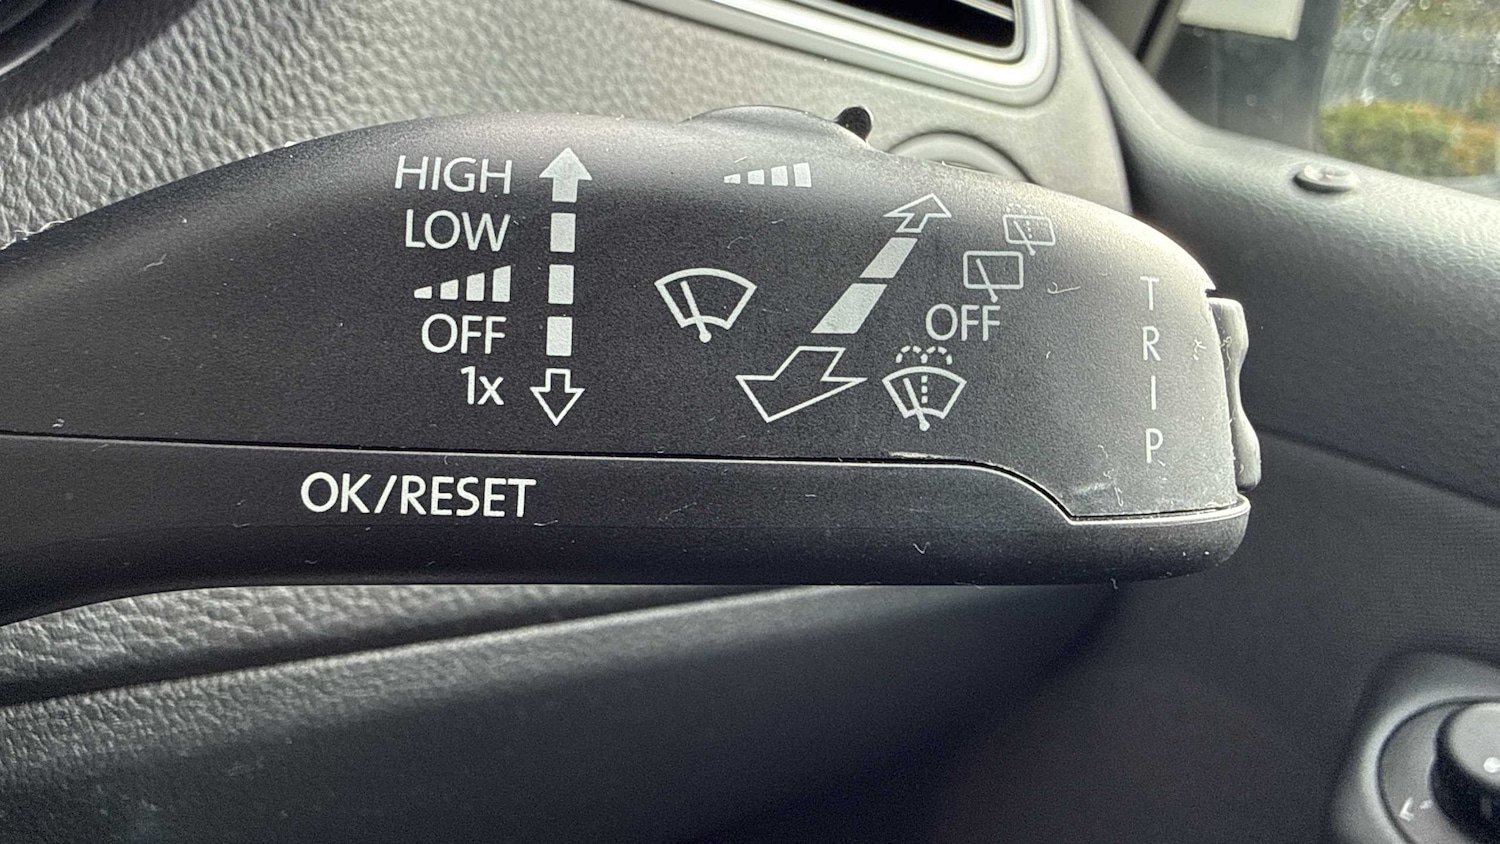 HIGH
LOW
OFF
1x
OFF
TRIP
OK/RESET